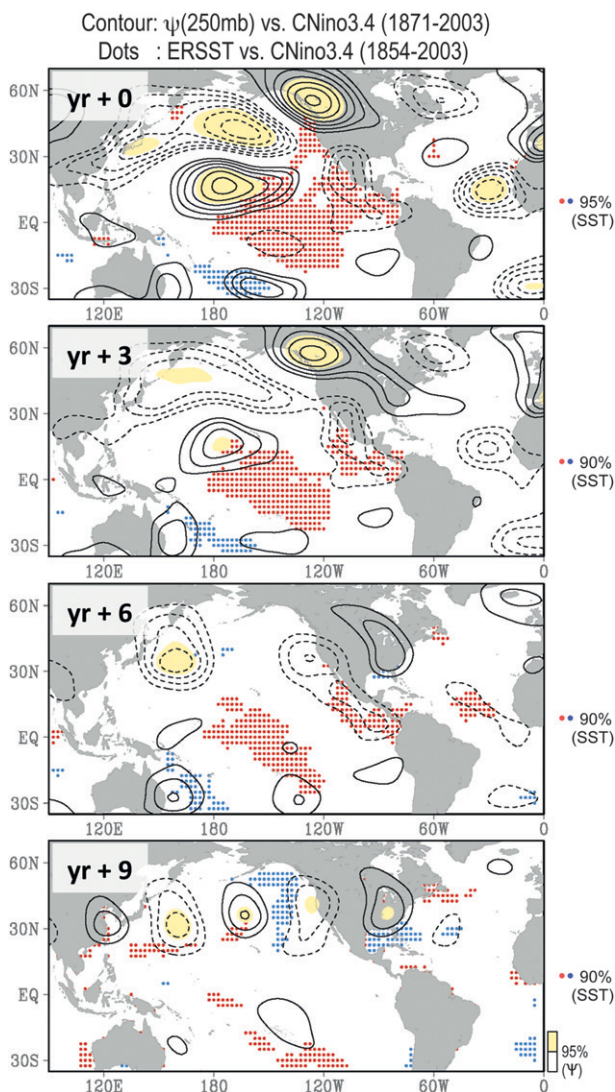 Contour: ψ(250mb) vs. CNino3.4 (1871-2003)
Dots : ERSST vs. CNino3.4 (1854-2003)
yr + 0
60N
30N
EQ
30S
120E 180 120W 60W 0
95%
(SST)
yr + 3
60N
30N
EQ
30S
120E 180 120W 60W 0
90%
(SST)
yr + 6
60N
30N
EQ
30S
120E 180 120W 60W 0
90%
(SST)
yr + 9
60N
30N
EQ
30S
120E 180 120W 60W 0
90%
(SST)
95%
(Ψ)